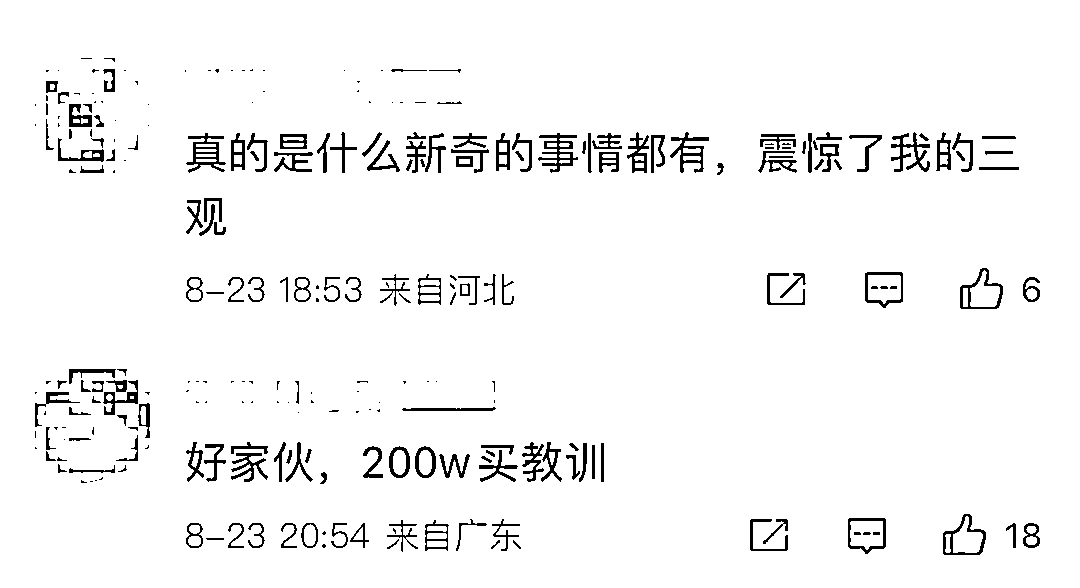 真的是什么新奇的事情都有，震惊了我的三
观
8-23 18:53 来自河北
6
好家伙，200w买教训
8-23 20:54 来自广东
18